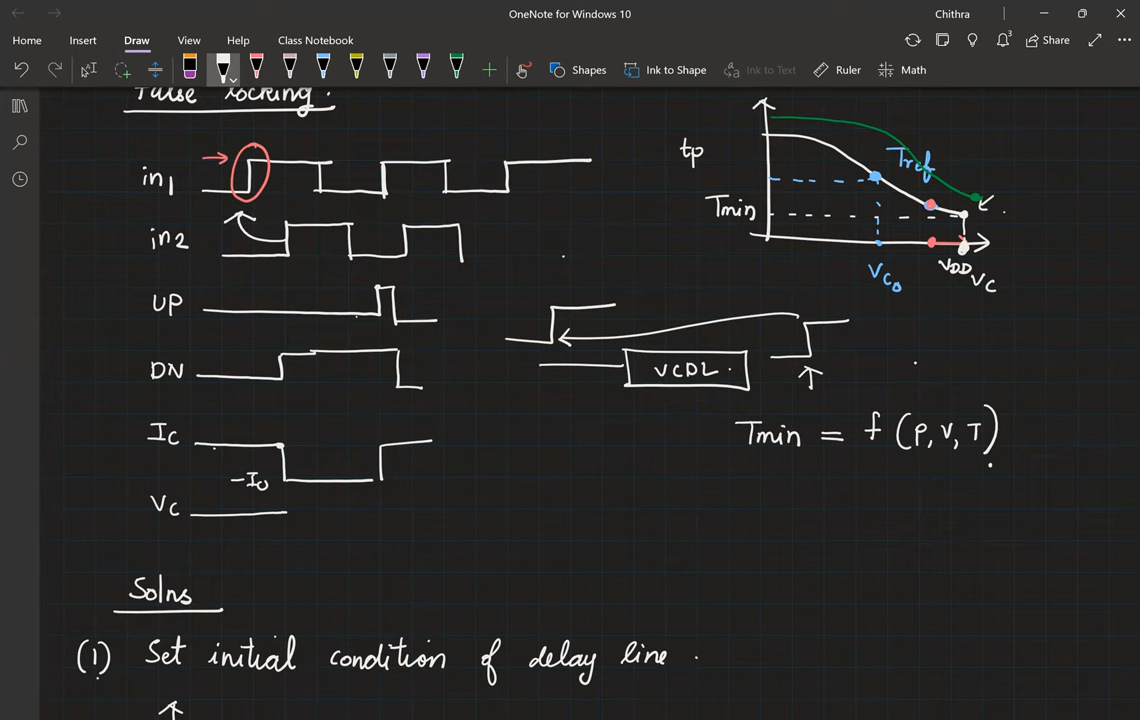 OneNote for Windows 10
Chithra
Home Insert Draw View Help Class Notebook
Share
Shapes Ink to Shape Ink to Text Ruler Math
False locking.
in1
in2
UP
DN
Ic
-Io
Vc
tp
Tref
Tmin
Vco
VDD
Vc
VCDL
Tmin = f (P, V, T)
Solns
(1) Set initial condition of delay line.